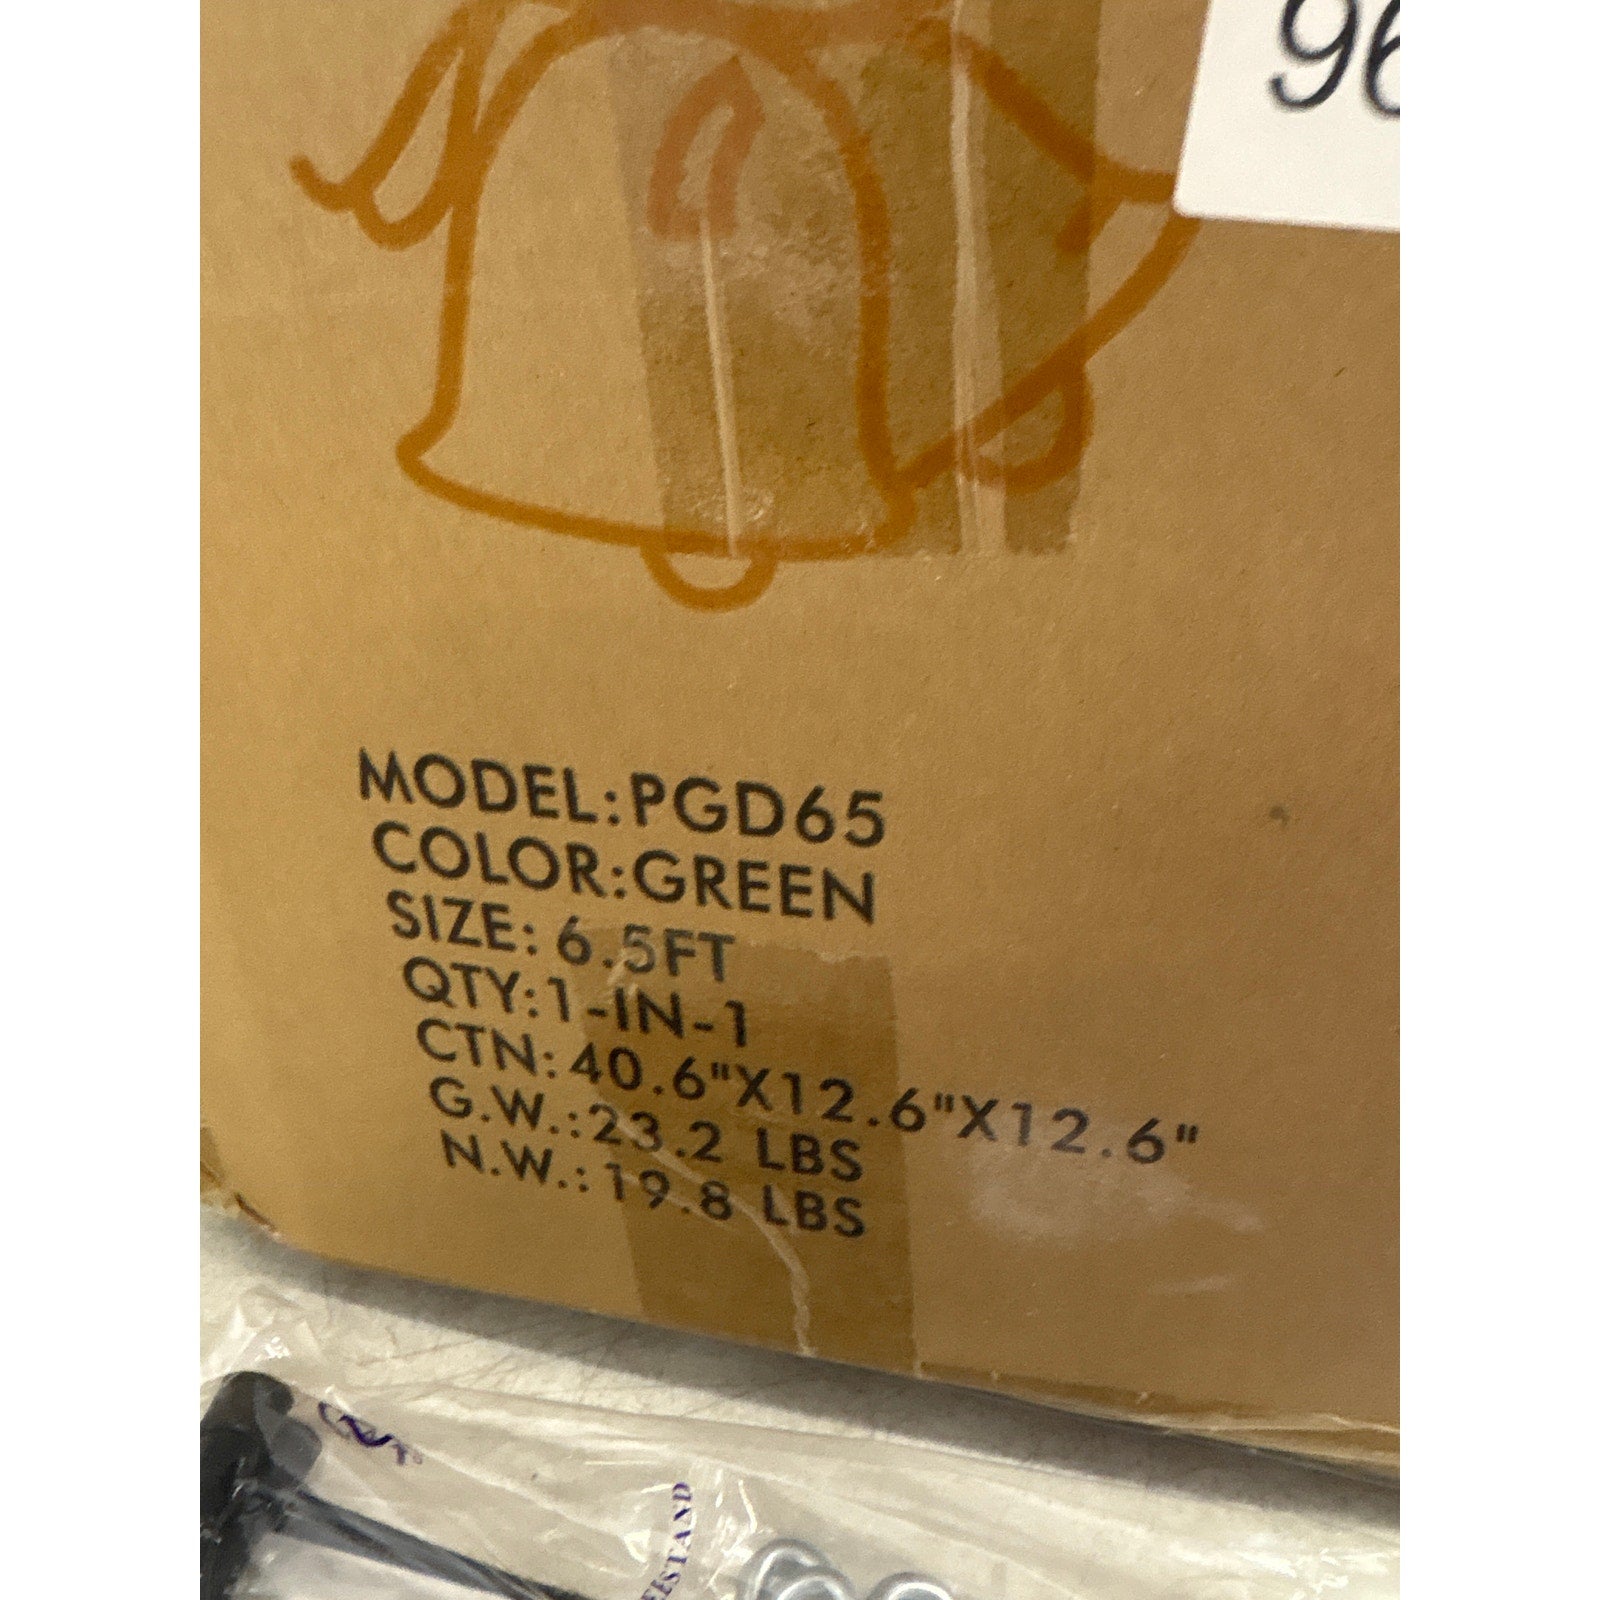 96
MODEL:PGD65
COLOR:GREEN
SIZE: 6.5FT
QTY:1-IN-1
CTN: 40.6"X12.6"X12.6"
G.W.:23.2 LBS
N.W.:19.8 LBS